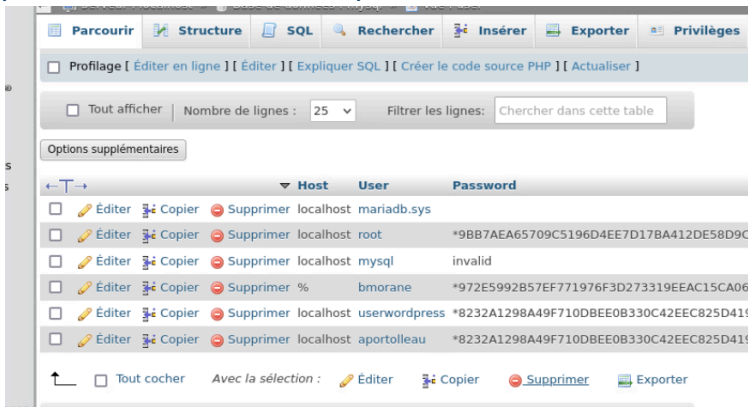 Parcourir Structure SQL Rechercher Insérer Exporter Privilèges
Profilage [ Éditer en ligne ] [ Éditer ] [ Expliquer SQL ] [ Créer le code source PHP ] [ Actualiser ]
Tout afficher | Nombre de lignes : 25 Filtrer les lignes: Chercher dans cette table
Options supplémentaires
←T→ Host User Password
Éditer Copier Supprimer localhost mariadb.sys
Éditer Copier Supprimer localhost root *9BB7AEA65709C5196D4EE7D17BA412DE58D9C
Éditer Copier Supprimer localhost mysql invalid
Éditer Copier Supprimer % bmorane *972E5992B57EF771976F3D273319EEAC15CA06
Éditer Copier Supprimer localhost userwordpress *8232A1298A49F710DBEE0B330C42EEC825D419
Éditer Copier Supprimer localhost aportolleau *8232A1298A49F710DBEE0B330C42EEC825D419
Tout cocher Avec la sélection : Éditer Copier Supprimer Exporter